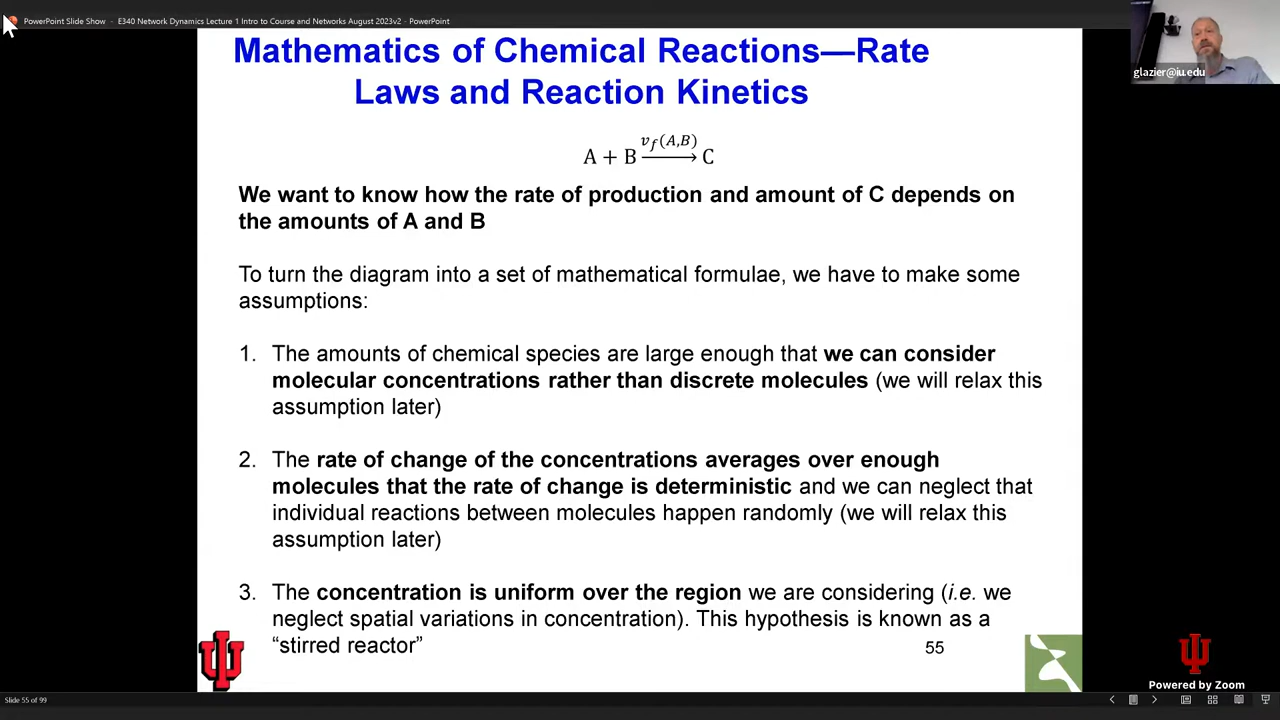 PowerPoint Slide Show - E340 Network Dynamics Lecture 1 Intro to Course and Networks August 2023v2 - PowerPoint
glazier@iu.edu
Mathematics of Chemical Reactions—Rate
Laws and Reaction Kinetics
v_f(A,B)
A + B ⟶ C
We want to know how the rate of production and amount of C depends on
the amounts of A and B
To turn the diagram into a set of mathematical formulae, we have to make some
assumptions:
1. The amounts of chemical species are large enough that we can consider
molecular concentrations rather than discrete molecules (we will relax this
assumption later)
2. The rate of change of the concentrations averages over enough
molecules that the rate of change is deterministic and we can neglect that
individual reactions between molecules happen randomly (we will relax this
assumption later)
3. The concentration is uniform over the region we are considering (i.e. we
neglect spatial variations in concentration). This hypothesis is known as a
“stirred reactor”
55
Powered by Zoom
Slide 55 of 99